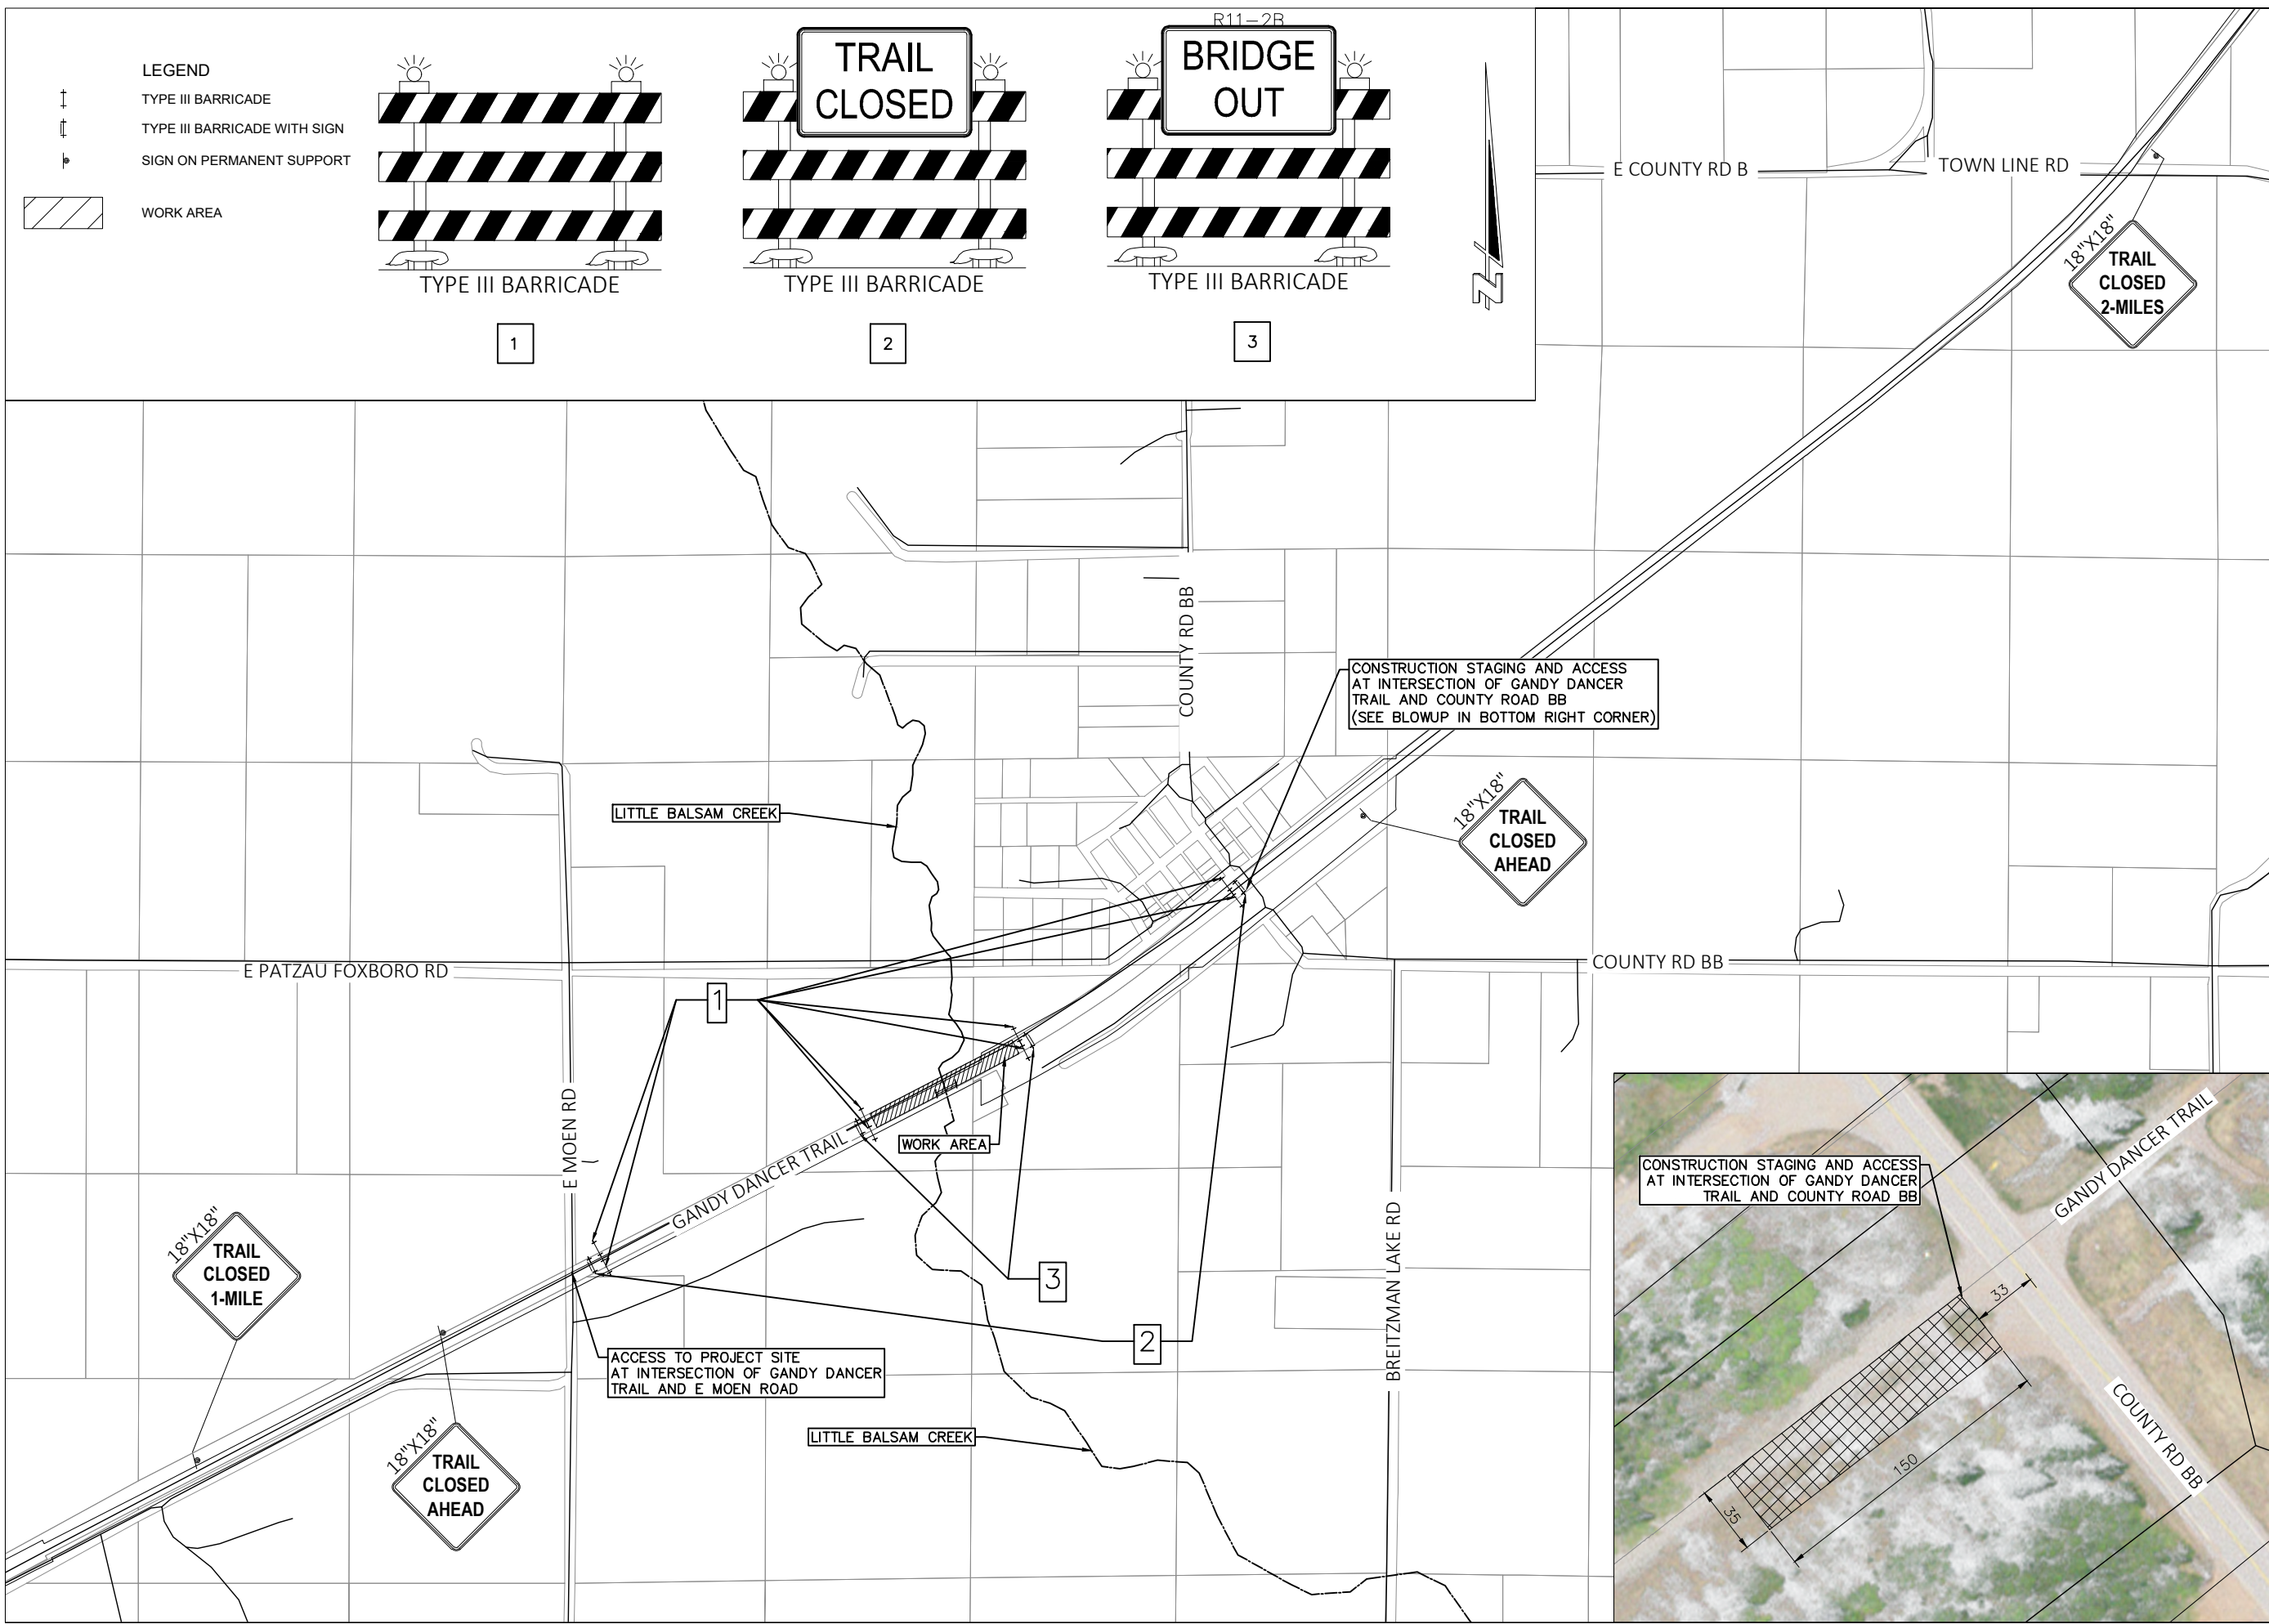 LEGEND
TYPE III BARRICADE
TYPE III BARRICADE WITH SIGN
SIGN ON PERMANENT SUPPORT
WORK AREA
TYPE III BARRICADE
1
TRAIL
CLOSED
TYPE III BARRICADE
2
R11-2B
BRIDGE
OUT
TYPE III BARRICADE
3
N
E COUNTY RD B
TOWN LINE RD
18"X18"
TRAIL
CLOSED
2-MILES
COUNTY RD BB
CONSTRUCTION STAGING AND ACCESS
AT INTERSECTION OF GANDY DANCER
TRAIL AND COUNTY ROAD BB
(SEE BLOWUP IN BOTTOM RIGHT CORNER)
LITTLE BALSAM CREEK
18"X18"
TRAIL
CLOSED
AHEAD
E PATZAU FOXBORO RD
COUNTY RD BB
1
E MOEN RD
WORK AREA
GANDY DANCER TRAIL
BREITZMAN LAKE RD
18"X18"
TRAIL
CLOSED
1-MILE
3
2
ACCESS TO PROJECT SITE
AT INTERSECTION OF GANDY DANCER
TRAIL AND E MOEN ROAD
18"X18"
TRAIL
CLOSED
AHEAD
LITTLE BALSAM CREEK
GANDY DANCER TRAIL
CONSTRUCTION STAGING AND ACCESS
AT INTERSECTION OF GANDY DANCER
TRAIL AND COUNTY ROAD BB
33
150
35
COUNTY RD BB